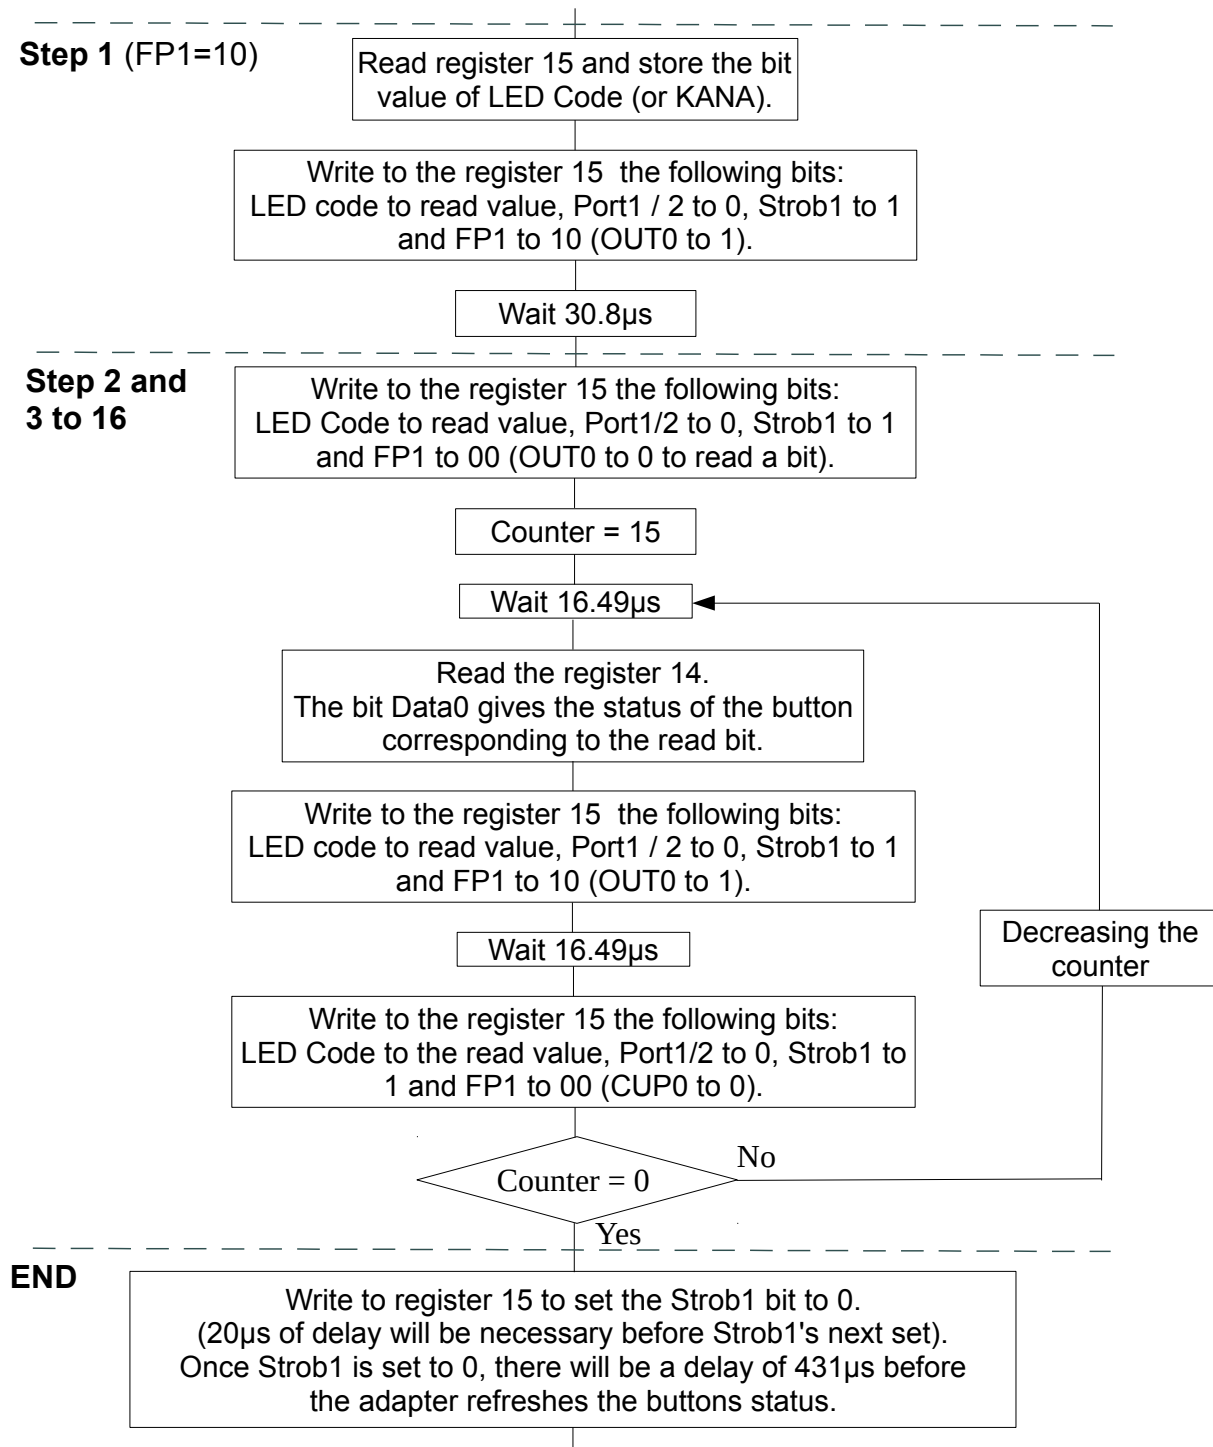 Step 1 (FP1=10)
Read register 15 and store the bit
value of LED Code (or KANA).
Write to the register 15  the following bits:
LED code to read value, Port1 / 2 to 0, Strob1 to 1
and FP1 to 10 (OUT0 to 1).
Wait 30.8µs
Step 2 and
3 to 16
Write to the register 15 the following bits:
LED Code to read value, Port1/2 to 0, Strob1 to 1
and FP1 to 00 (OUT0 to 0 to read a bit).
Counter = 15
Wait 16.49µs
Read the register 14.
The bit Data0 gives the status of the button
corresponding to the read bit.
Write to the register 15  the following bits:
LED code to read value, Port1 / 2 to 0, Strob1 to 1
and FP1 to 10 (OUT0 to 1).
Decreasing the
counter
Wait 16.49µs
Write to the register 15 the following bits:
LED Code to the read value, Port1/2 to 0, Strob1 to
1 and FP1 to 00 (CUP0 to 0).
Counter = 0
No
Yes
END
Write to register 15 to set the Strob1 bit to 0.
(20µs of delay will be necessary before Strob1's next set).
Once Strob1 is set to 0, there will be a delay of 431µs before
the adapter refreshes the buttons status.